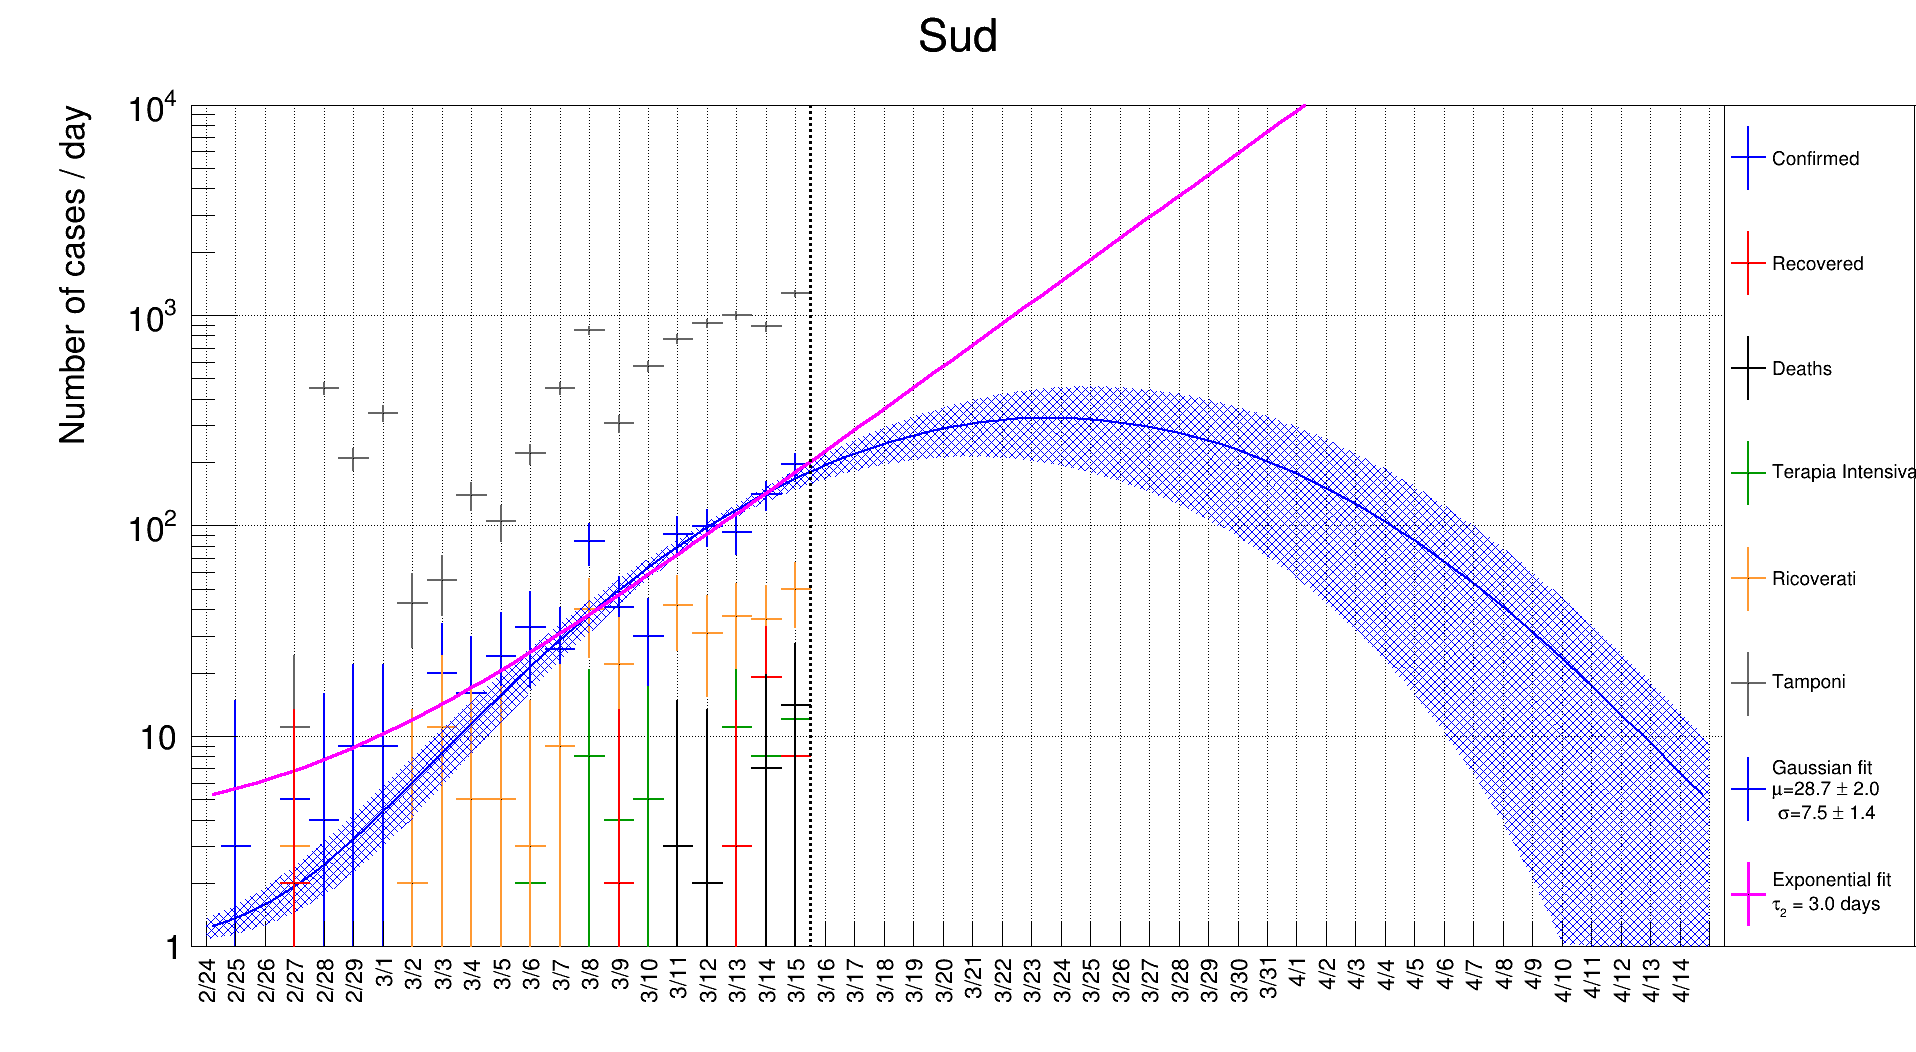 Sud
Number of cases / day
10⁴
10³
10²
10
1
2/24 2/25 2/26 2/27 2/28 2/29 3/1 3/2 3/3 3/4 3/5 3/6 3/7 3/8 3/9 3/10 3/11 3/12 3/13 3/14 3/15 3/16 3/17 3/18 3/19 3/20 3/21 3/22 3/23 3/24 3/25 3/26 3/27 3/28 3/29 3/30 3/31 4/1 4/2 4/3 4/4 4/5 4/6 4/7 4/8 4/9 4/10 4/11 4/12 4/13 4/14
Confirmed
Recovered
Deaths
Terapia Intensiva
Ricoverati
Tamponi
Gaussian fit
μ=28.7 ± 2.0
σ=7.5 ± 1.4
Exponential fit
τ₂ = 3.0 days